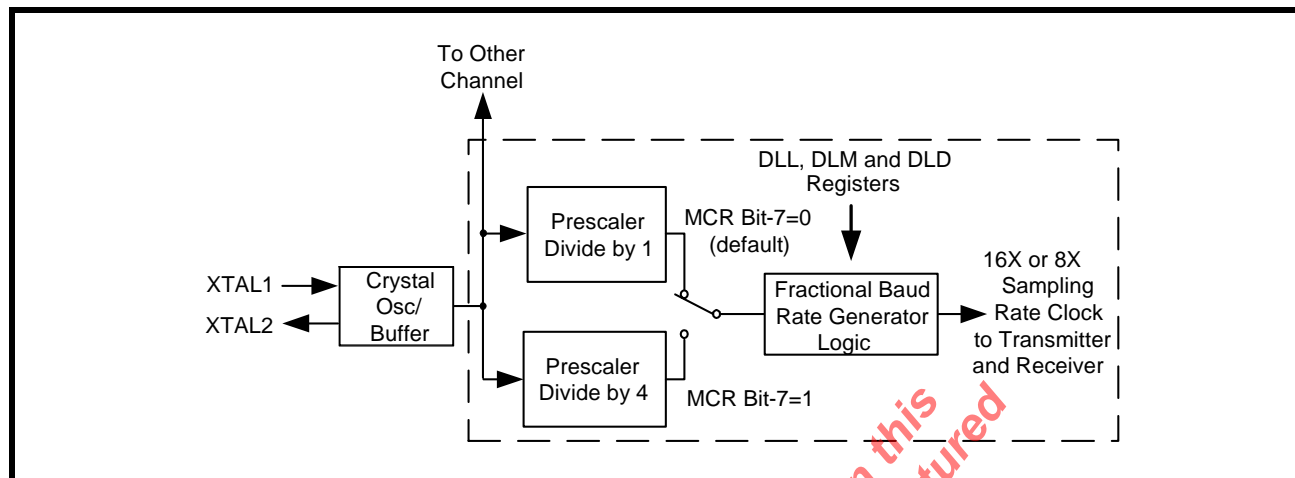 To Other
Channel
DLL, DLM and DLD
Registers
Prescaler
Divide by 1
MCR Bit-7=0
(default)
XTAL1
XTAL2
Crystal
Osc/
Buffer
Fractional Baud
Rate Generator
Logic
16X or 8X
Sampling
Rate Clock
to Transmitter
and Receiver
Prescaler
Divide by 4
MCR Bit-7=1
this